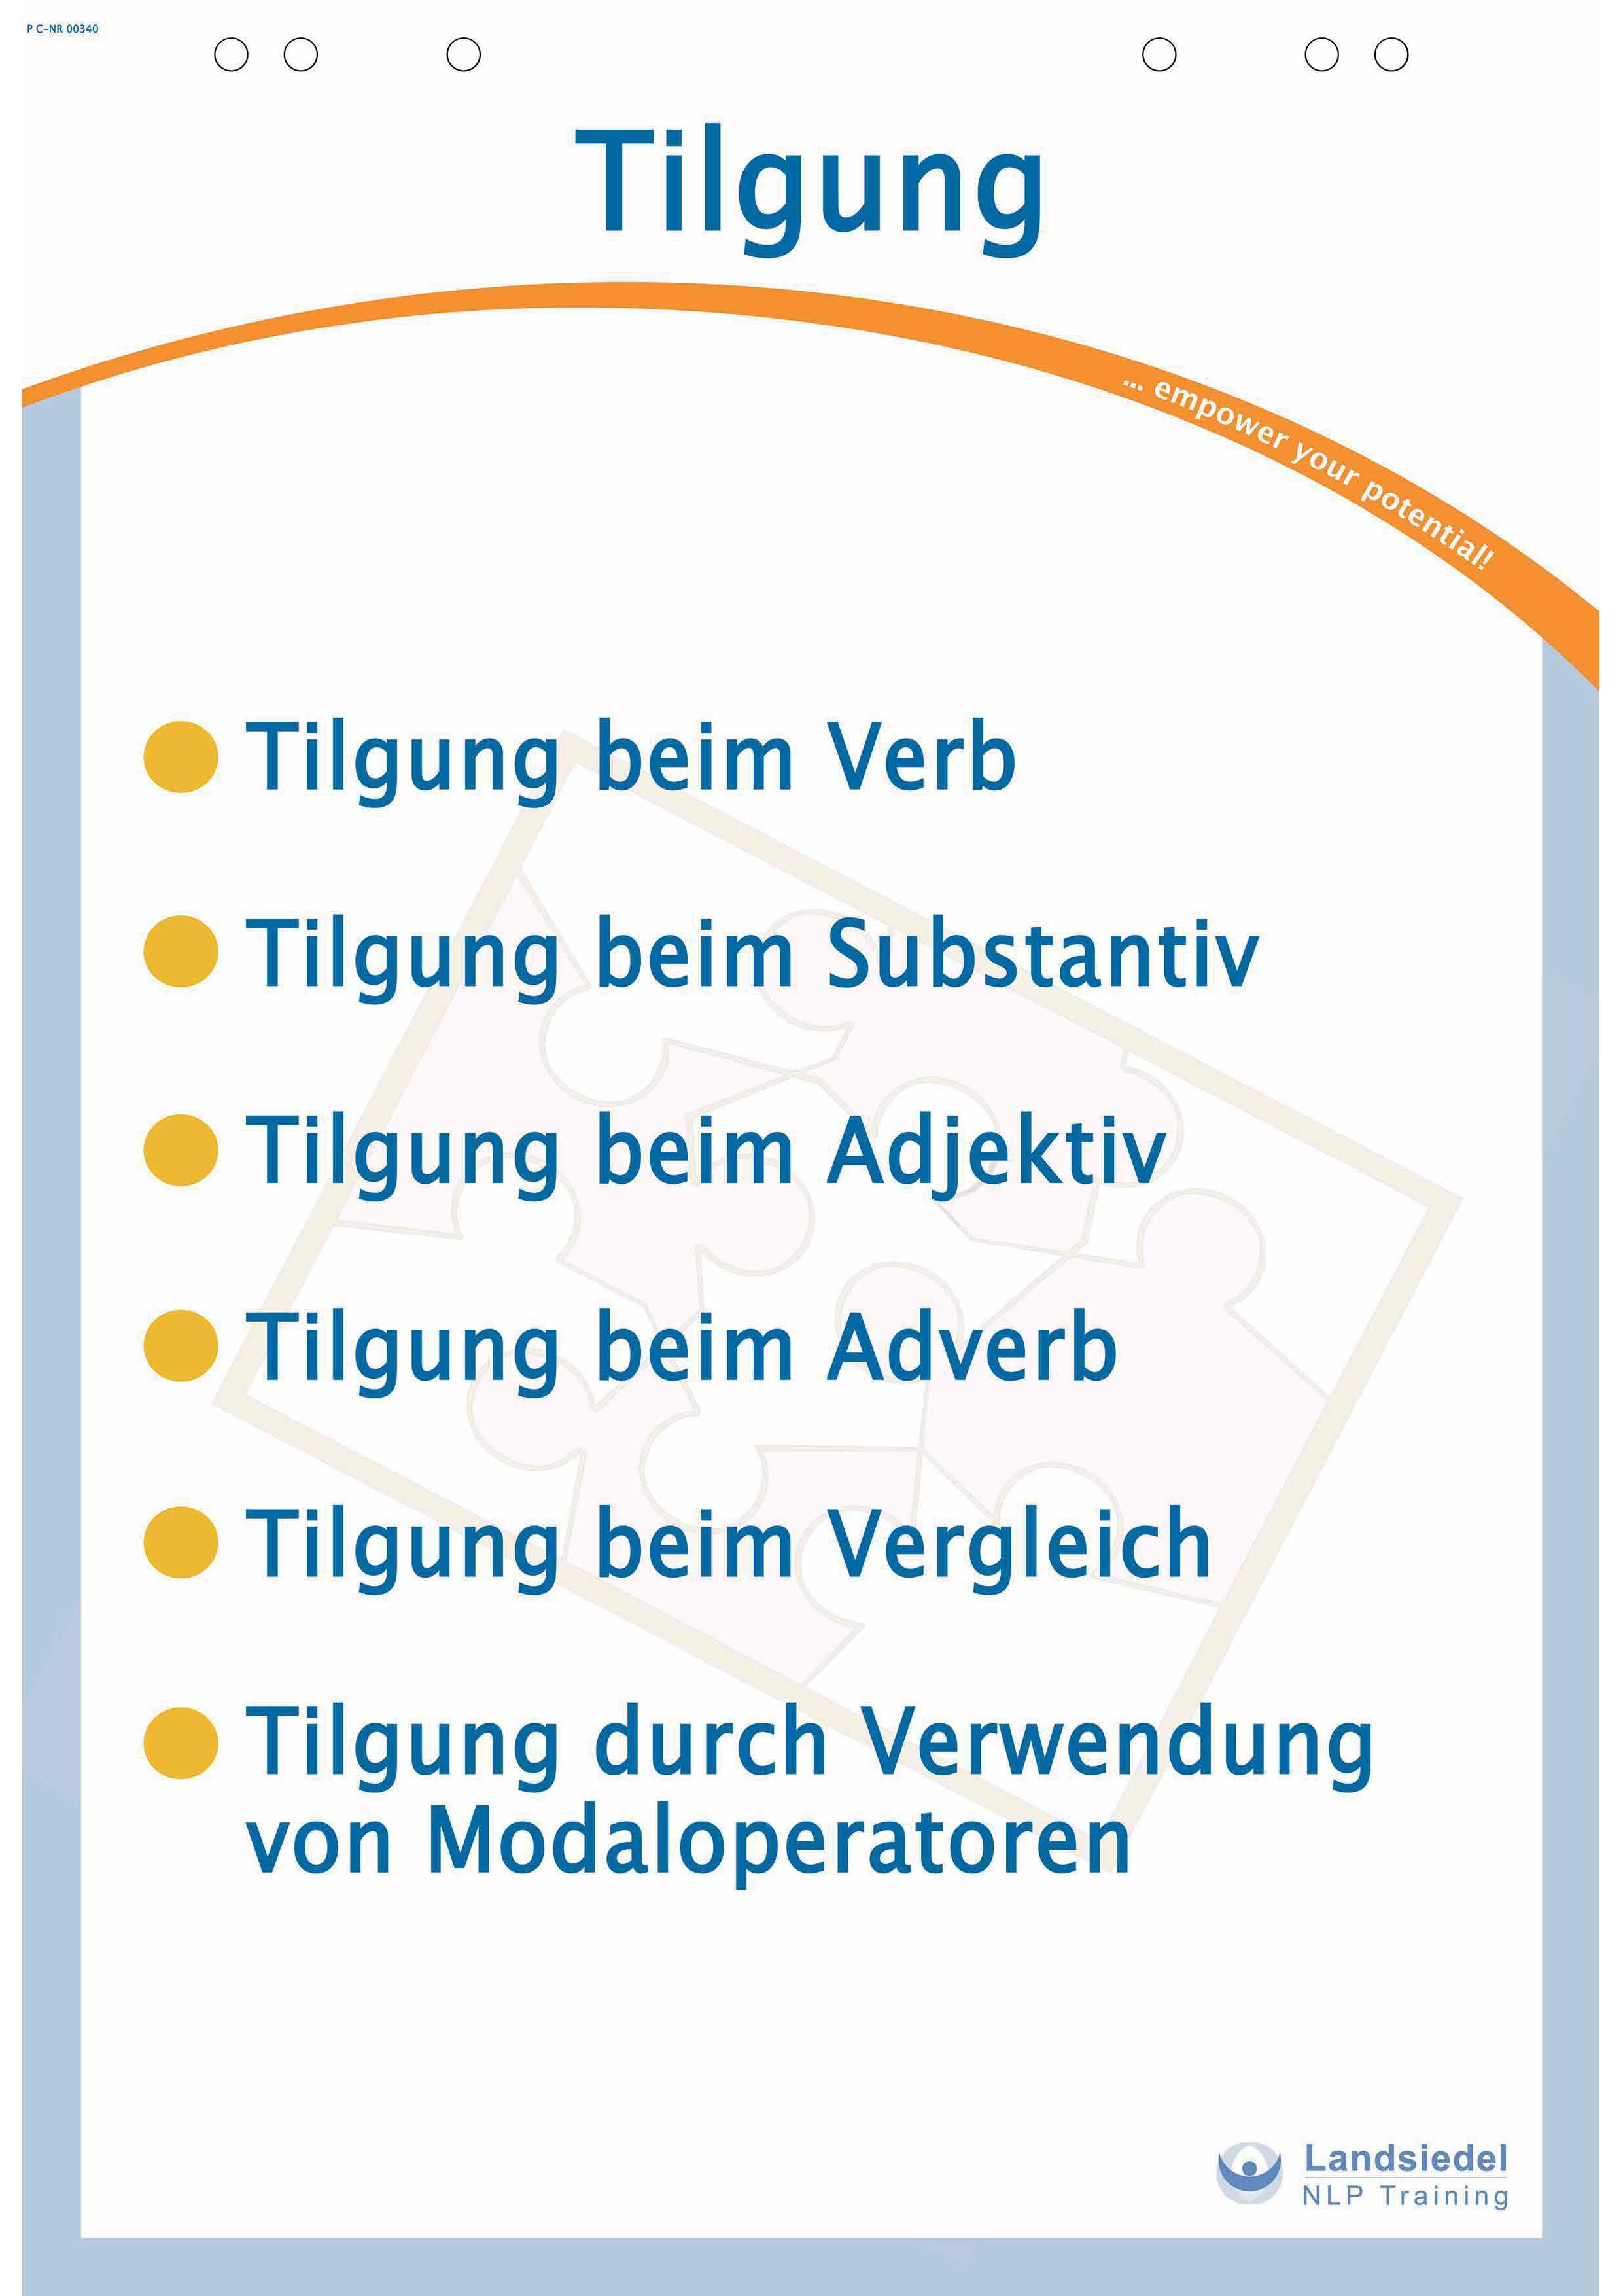 P C-NR 00340
Tilgung
... empower your potential!
Tilgung beim Verb
Tilgung beim Substantiv
Tilgung beim Adjektiv
Tilgung beim Adverb
Tilgung beim Vergleich
Tilgung durch Verwendung
von Modaloperatoren
Landsiedel
NLP Training